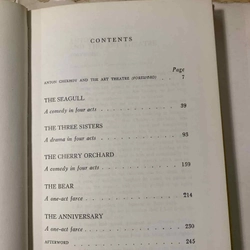 CONTENTS
Page
ANTON CHEKHOV AND THE ART THEATRE (FOREWORD) 7
THE SEAGULL
A comedy in four acts 29
THE THREE SISTERS
A drama in four acts 93
THE CHERRY ORCHARD
A comedy in four acts
THE BEAR
A one-act farce 214
THE ANNIVERSARY
A one-act farce 230
AFTERWORD 245